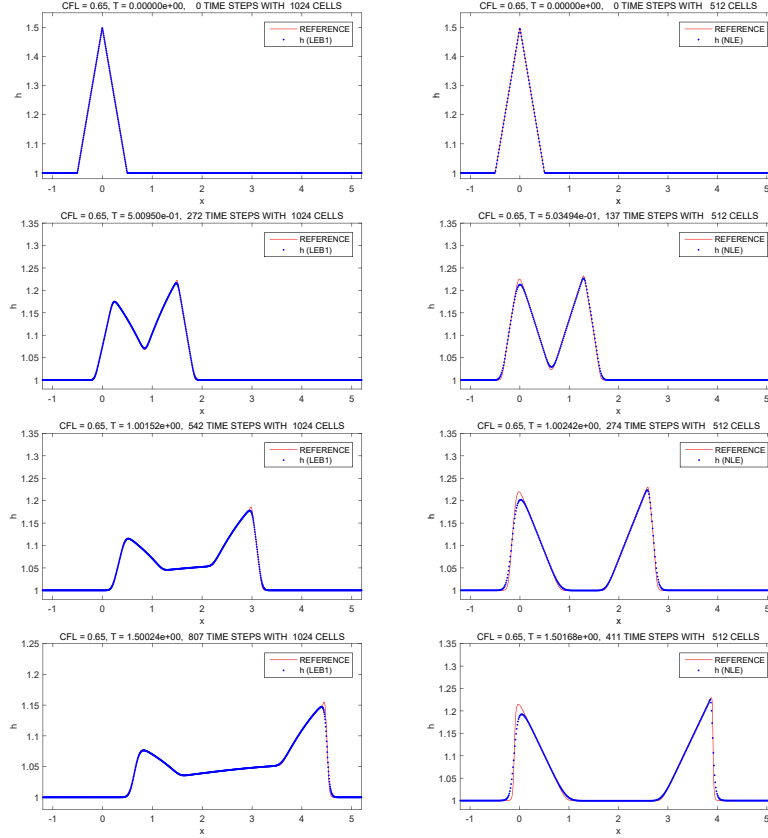 CFL = 0.65, T = 0.00000e+00,    0 TIME STEPS WITH  1024 CELLS
REFERENCE
h (LEB1)
1.5
1.4
1.3
1.2
1.1
1
h
-1 0 1 2 3 4 5
x
CFL = 0.65, T = 0.00000e+00,    0 TIME STEPS WITH   512 CELLS
REFERENCE
h (NLE)
1.5
1.4
1.3
1.2
1.1
1
h
-1 0 1 2 3 4 5
x
CFL = 0.65, T = 5.00950e-01,  272 TIME STEPS WITH  1024 CELLS
REFERENCE
h (LEB1)
1.35
1.3
1.25
1.2
1.15
1.1
1.05
1
h
-1 0 1 2 3 4 5
x
CFL = 0.65, T = 5.03494e-01,  137 TIME STEPS WITH   512 CELLS
REFERENCE
h (NLE)
1.35
1.3
1.25
1.2
1.15
1.1
1.05
1
h
-1 0 1 2 3 4 5
x
CFL = 0.65, T = 1.00152e+00,  542 TIME STEPS WITH  1024 CELLS
REFERENCE
h (LEB1)
1.35
1.3
1.25
1.2
1.15
1.1
1.05
1
h
-1 0 1 2 3 4 5
x
CFL = 0.65, T = 1.00242e+00,  274 TIME STEPS WITH   512 CELLS
REFERENCE
h (NLE)
1.35
1.3
1.25
1.2
1.15
1.1
1.05
1
h
-1 0 1 2 3 4 5
x
CFL = 0.65, T = 1.50024e+00,  807 TIME STEPS WITH  1024 CELLS
REFERENCE
h (LEB1)
1.25
1.2
1.15
1.1
1.05
1
h
-1 0 1 2 3 4 5
x
CFL = 0.65, T = 1.50168e+00,  411 TIME STEPS WITH   512 CELLS
REFERENCE
h (NLE)
1.35
1.3
1.25
1.2
1.15
1.1
1.05
1
h
-1 0 1 2 3 4 5
x